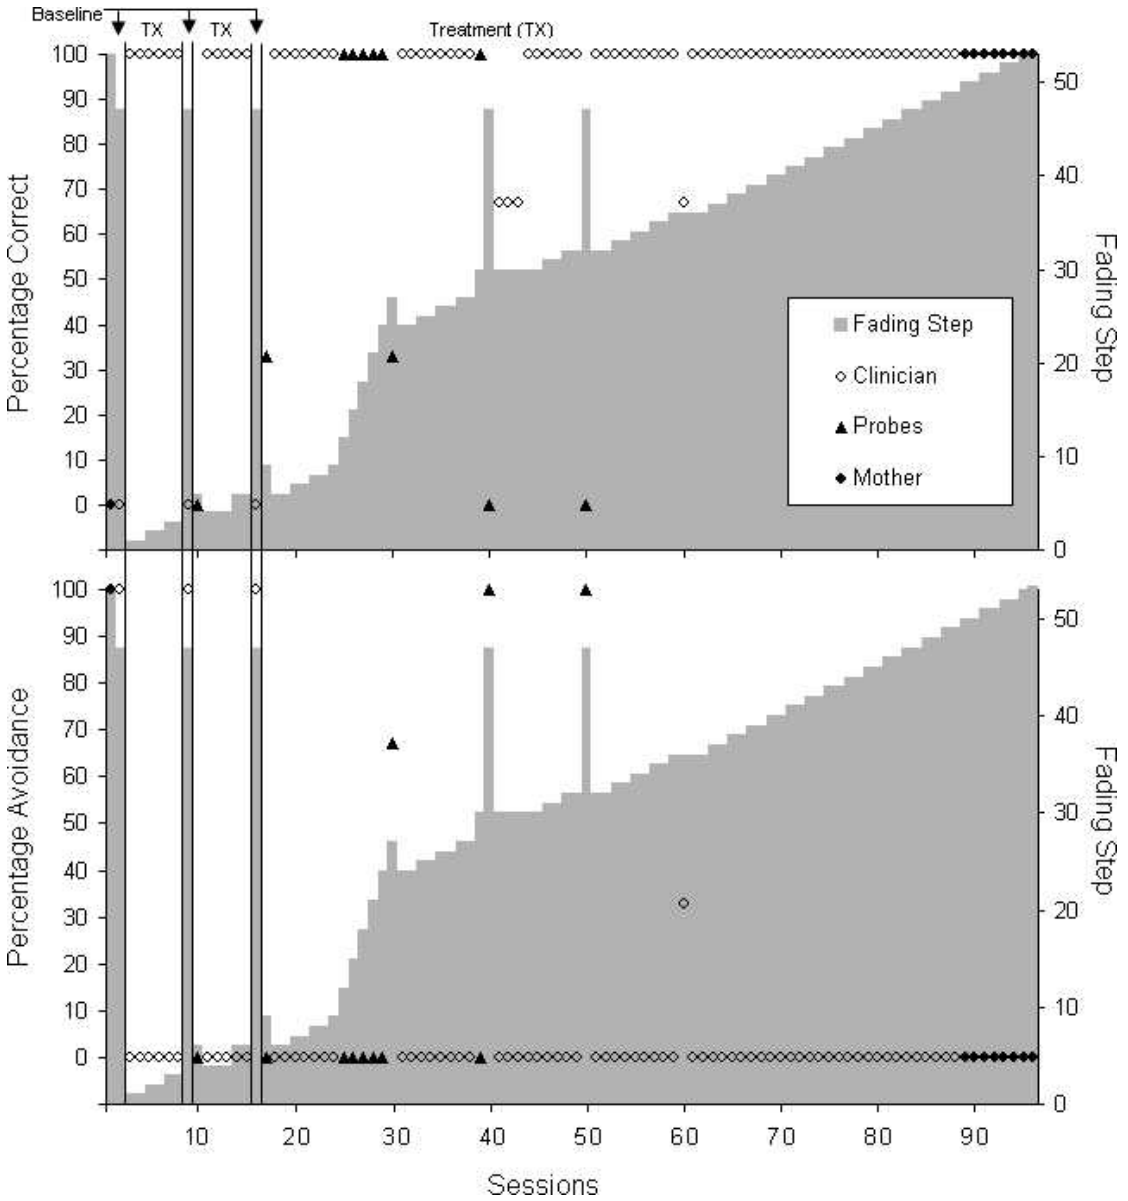 Baseline
TX TX Treatment (TX)
100
90
80
70
60
50
40
30
20
10
0
Percentage Correct
50
40
30
20
10
0
Fading Step
Fading Step
Clinician
Probes
Mother
100
90
80
70
60
50
40
30
20
10
0
Percentage Avoidance
50
40
30
20
10
0
Fading Step
10 20 30 40 50 60 70 80 90
Sessions